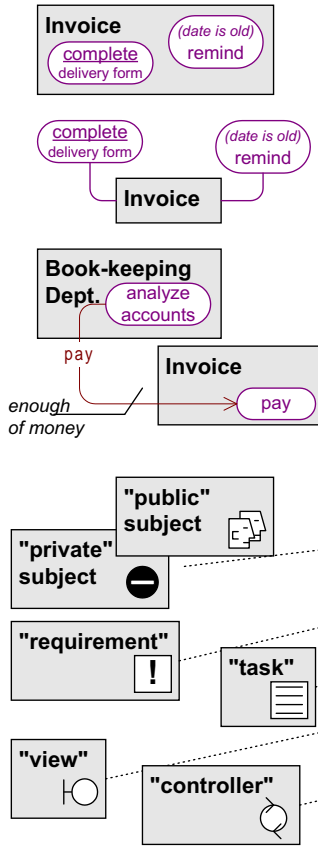 Invoice
complete
delivery form
(date is old)
remind
complete
delivery form
(date is old)
remind
Invoice
Book-keeping
Dept.
analyze
accounts
pay
Invoice
pay
enough
of money
"public"
subject
"private"
subject
"requirement"
!
"task"
"view"
"controller"